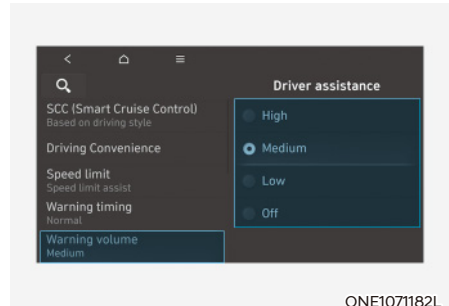 Driver assistance
SCC (Smart Cruise Control)
Based on driving style
Driving Convenience
Speed limit
Speed limit assist
Warning timing
Normal
Warning volume
Medium
High
Medium
Low
Off
ONE1071182L